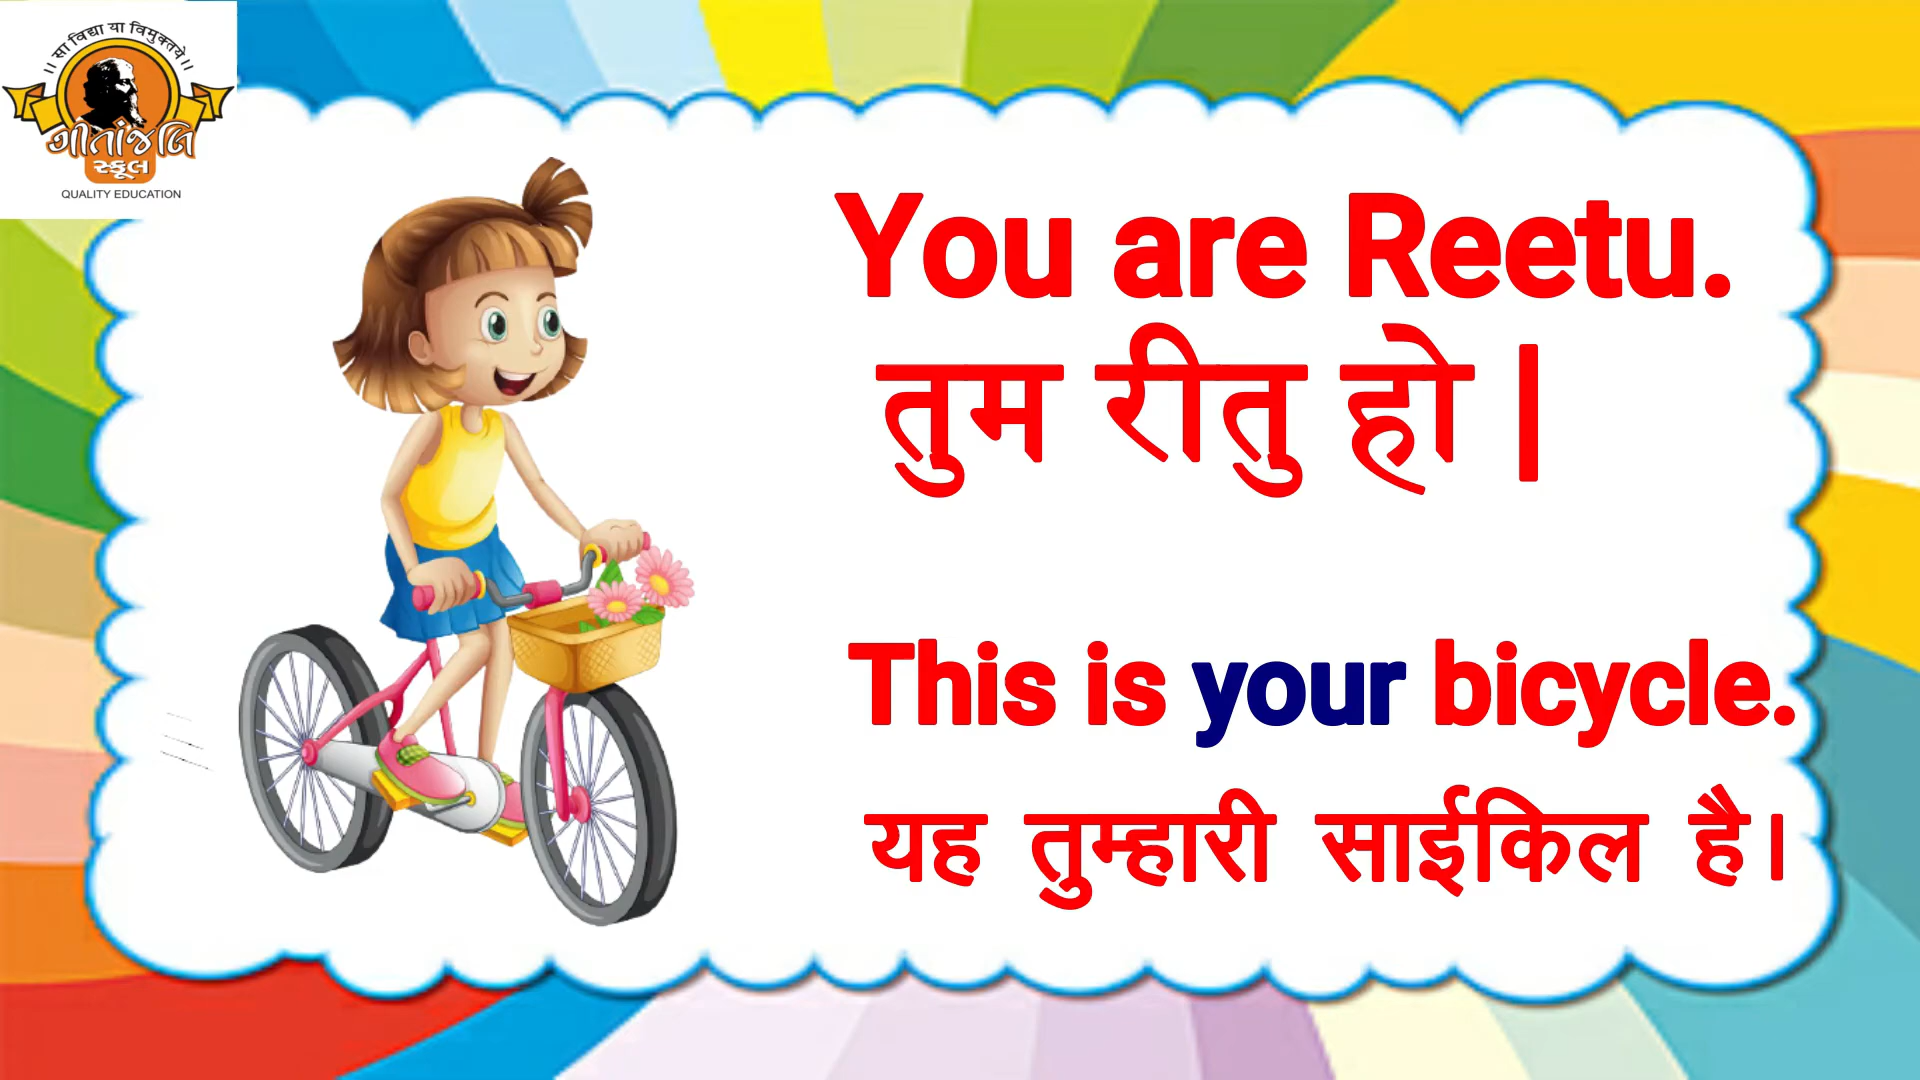 ।। सा विद्या या विमुक्तये ।।
ગીતાંજલિ
સ્કૂલ
QUALITY EDUCATION
You are Reetu.
तुम रीतु हो |
This is your bicycle.
यह तुम्हारी साईकिल है।